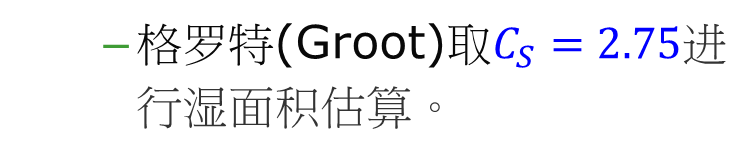 –格罗特(Groot)取C_S = 2.75进
行湿面积估算。